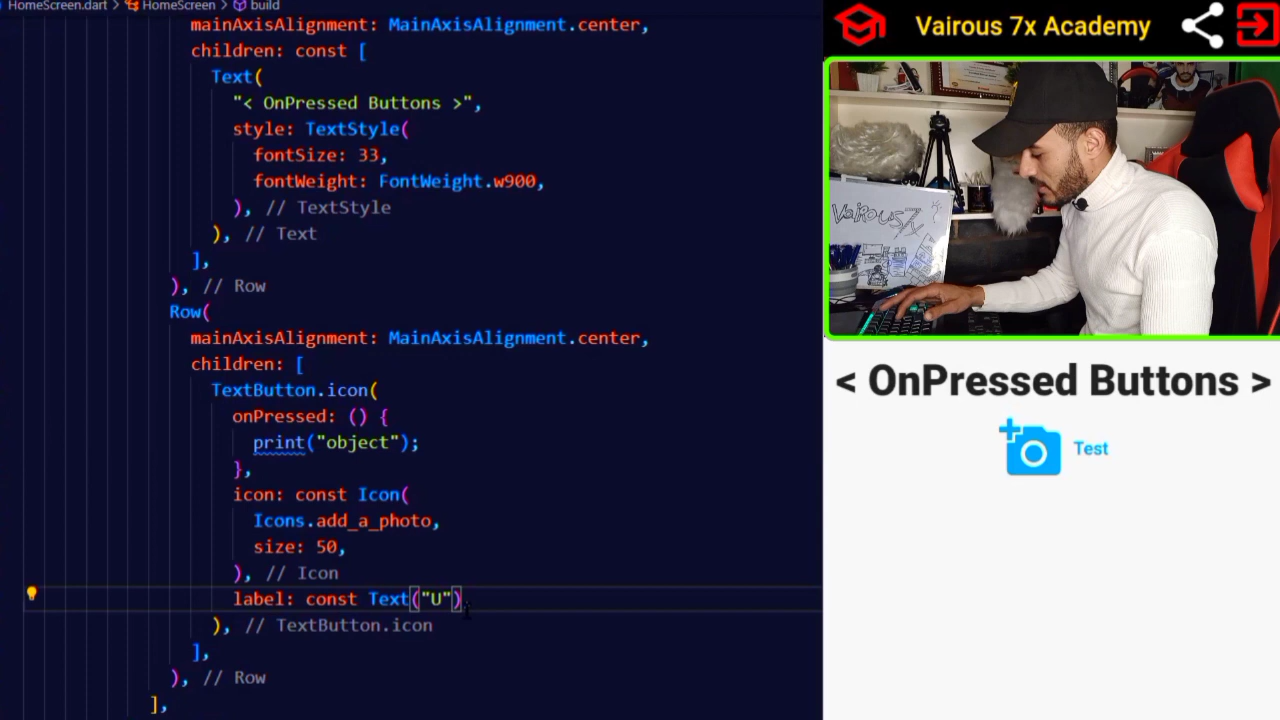 HomeScreen.dart > HomeScreen > build
mainAxisAlignment: MainAxisAlignment.center,
children: const [
Text(
"< OnPressed Buttons >",
style: TextStyle(
fontSize: 33,
fontWeight: FontWeight.w900,
), // TextStyle
), // Text
],
), // Row
Row(
mainAxisAlignment: MainAxisAlignment.center,
children: [
TextButton.icon(
onPressed: () {
print("object");
},
icon: const Icon(
Icons.add_a_photo,
size: 50,
), // Icon
label: const Text("U")
), // TextButton.icon
],
), // Row
],
Vairous 7x Academy
VAiRous7x
< OnPressed Buttons >
Test